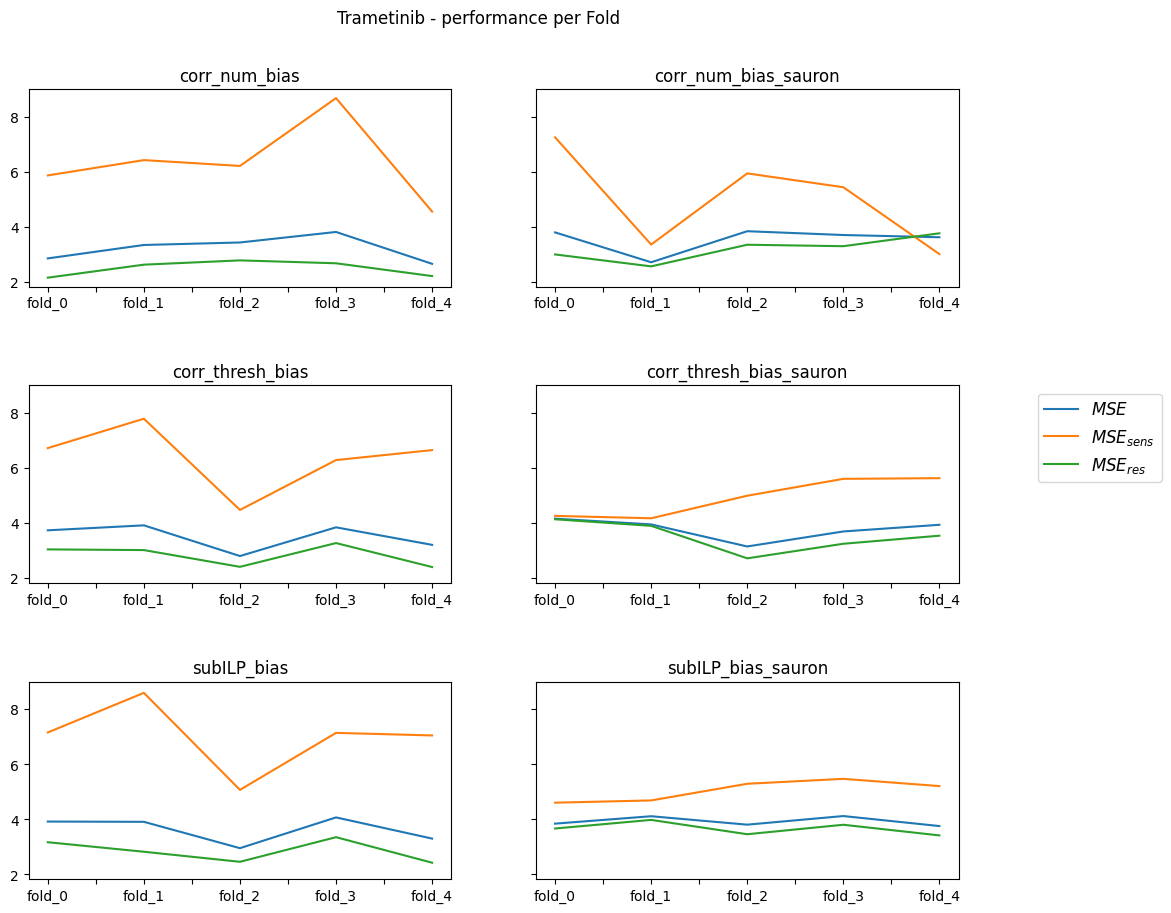 Trametinib - performance per Fold
corr_num_bias
corr_num_bias_sauron
8
6
4
2
fold_0 fold_1 fold_2 fold_3 fold_4
fold_0 fold_1 fold_2 fold_3 fold_4
corr_thresh_bias
corr_thresh_bias_sauron
8
6
4
2
fold_0 fold_1 fold_2 fold_3 fold_4
fold_0 fold_1 fold_2 fold_3 fold_4
MSE
MSE_sens
MSE_res
subILP_bias
subILP_bias_sauron
8
6
4
2
fold_0 fold_1 fold_2 fold_3 fold_4
fold_0 fold_1 fold_2 fold_3 fold_4